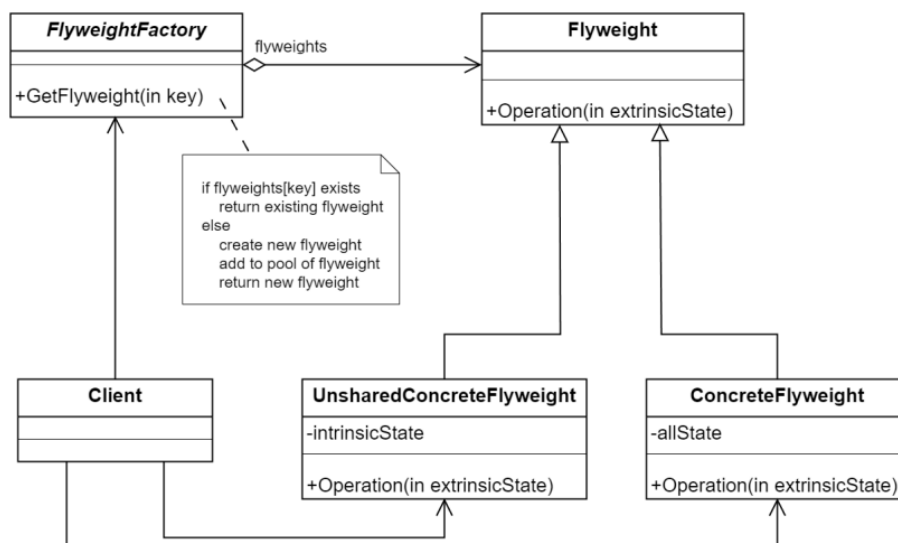 FlyweightFactory
flyweights
Flyweight
+GetFlyweight(in key)
+Operation(in extrinsicState)
if flyweights[key] exists
return existing flyweight
else
create new flyweight
add to pool of flyweight
return new flyweight
Client
UnsharedConcreteFlyweight
-intrinsicState
+Operation(in extrinsicState)
ConcreteFlyweight
-allState
+Operation(in extrinsicState)